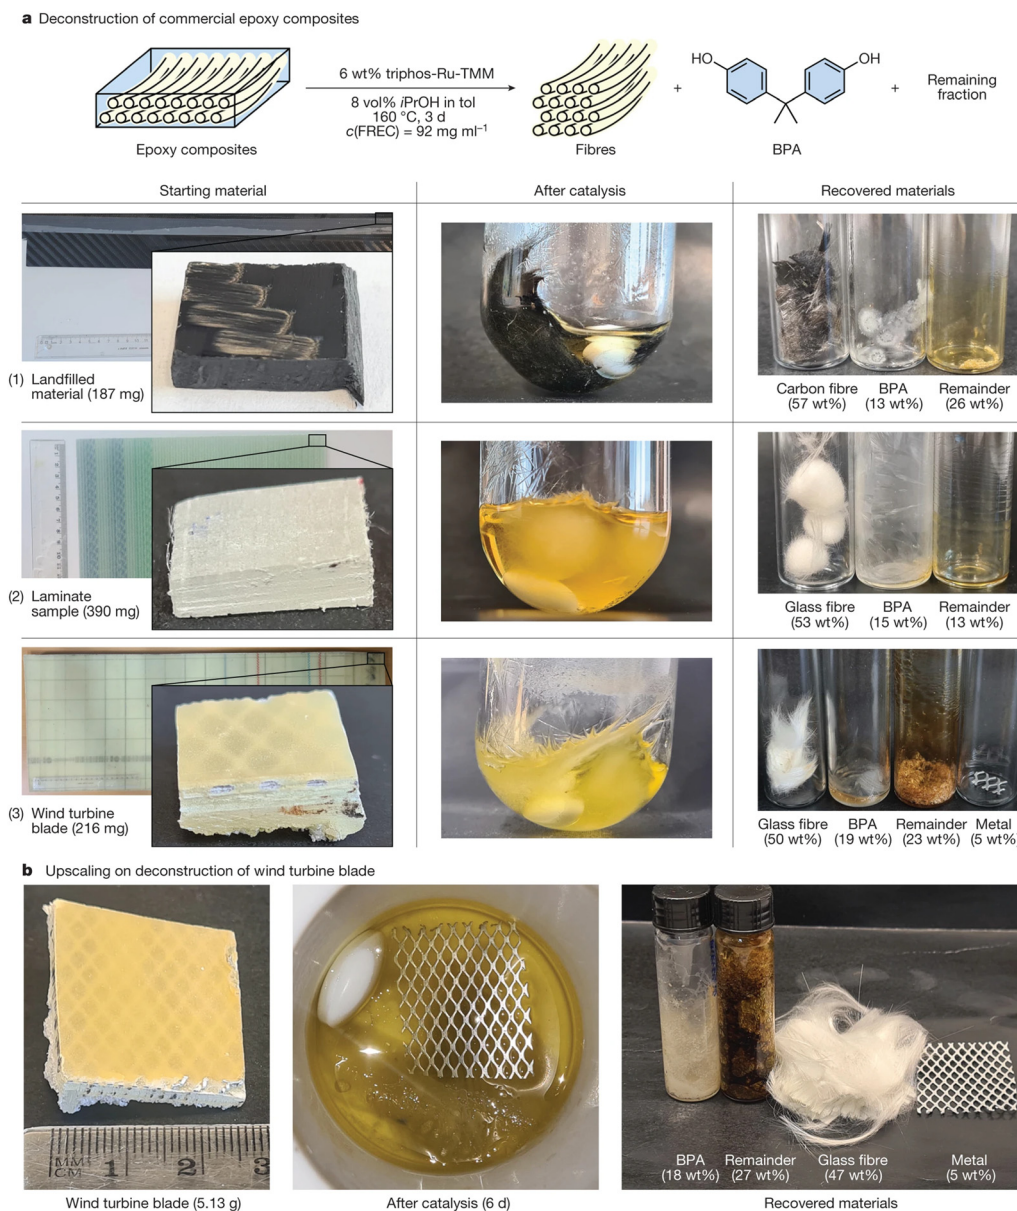 a Deconstruction of commercial epoxy composites
6 wt% triphos-Ru-TMM
8 vol% iPrOH in tol
160 °C, 3 d
c(FREC) = 92 mg ml⁻¹
Epoxy composites
Fibres
+
HO
OH
BPA
+
Remaining
fraction
Starting material
After catalysis
Recovered materials
(1) Landfilled
material (187 mg)
Carbon fibre
(57 wt%)
BPA
(13 wt%)
Remainder
(26 wt%)
(2) Laminate
sample (390 mg)
Glass fibre
(53 wt%)
BPA
(15 wt%)
Remainder
(13 wt%)
(3) Wind turbine
blade (216 mg)
Glass fibre
(50 wt%)
BPA
(19 wt%)
Remainder
(23 wt%)
Metal
(5 wt%)
b Upscaling on deconstruction of wind turbine blade
MM
CM
1
2
3
BPA
(18 wt%)
Remainder
(27 wt%)
Glass fibre
(47 wt%)
Metal
(5 wt%)
Wind turbine blade (5.13 g)
After catalysis (6 d)
Recovered materials